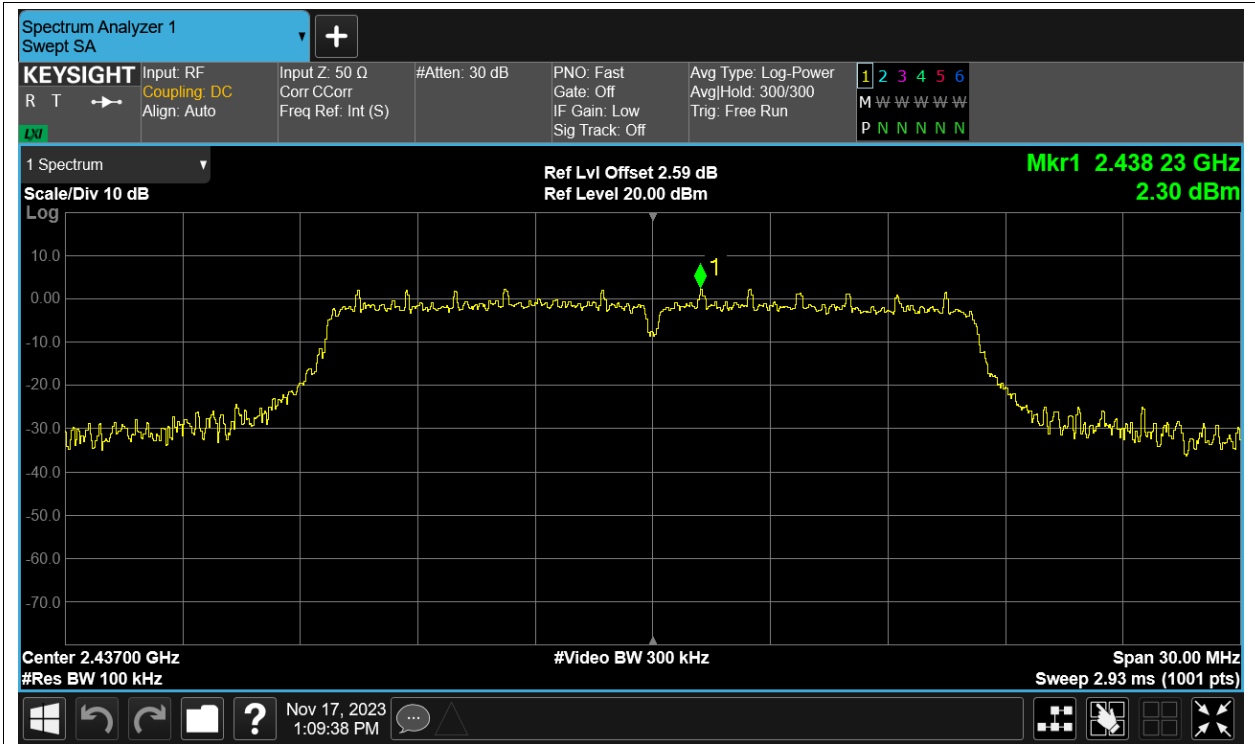 Spectrum Analyzer 1
Swept SA
KEYSIGHT
R T
LXI
Input: RF
Coupling: DC
Align: Auto
Input Z: 50 Ω
Corr CCorr
Freq Ref: Int (S)
#Atten: 30 dB
PNO: Fast
Gate: Off
IF Gain: Low
Sig Track: Off
Avg Type: Log-Power
Avg|Hold: 300/300
Trig: Free Run
1 2 3 4 5 6
M W W W W W
P N N N N N
1 Spectrum
Scale/Div 10 dB
Log
Ref Lvl Offset 2.59 dB
Ref Level 20.00 dBm
Mkr1 2.438 23 GHz
2.30 dBm
10.0
0.00
-10.0
-20.0
-30.0
-40.0
-50.0
-60.0
-70.0
1
Center 2.43700 GHz
#Res BW 100 kHz
#Video BW 300 kHz
Span 30.00 MHz
Sweep 2.93 ms (1001 pts)
?
Nov 17, 2023
1:09:38 PM